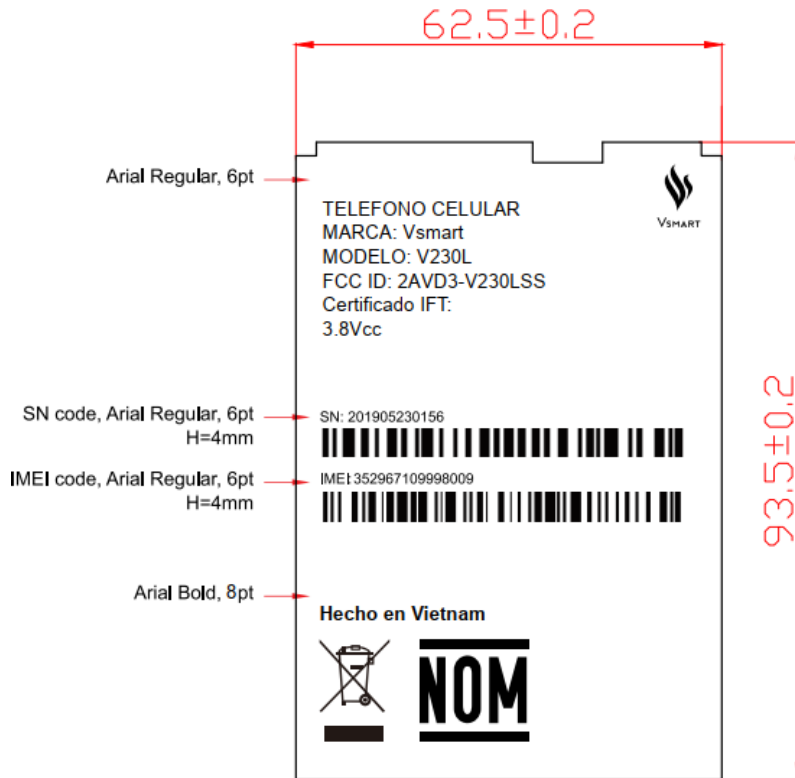 62.5±0.2
Arial Regular, 6pt
VSMART
TELEFONO CELULAR
MARCA: Vsmart
MODELO: V230L
FCC ID: 2AVD3-V230LSS
Certificado IFT:
3.8Vcc
93.5±0.2
SN code, Arial Regular, 6pt
H=4mm
SN: 201905230156
IMEI code, Arial Regular, 6pt
H=4mm
IMEI:352967109998009
Arial Bold, 8pt
Hecho en Vietnam
NOM